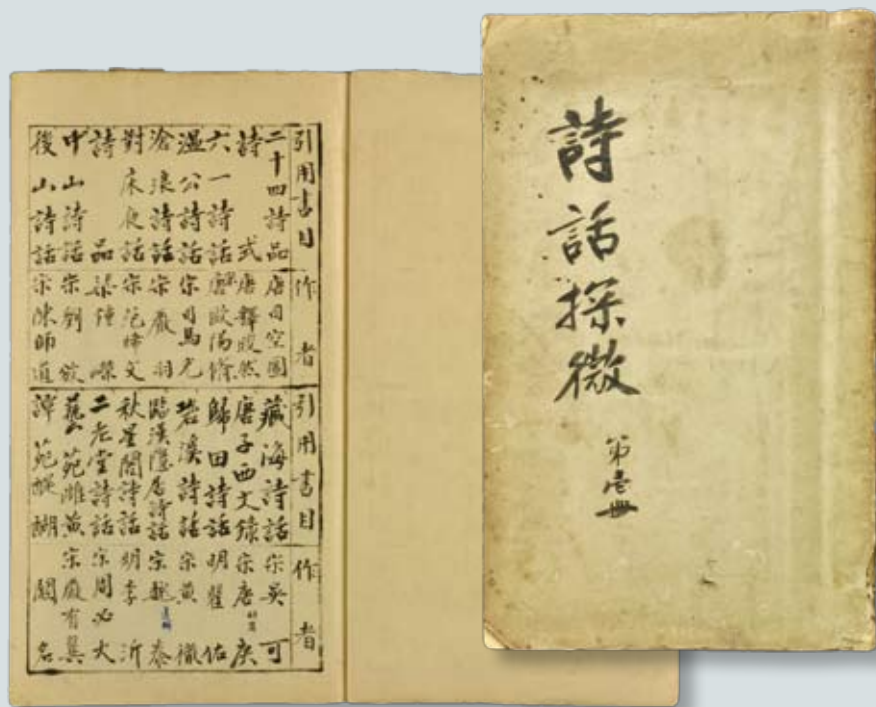 引用書目 作者
二十四詩品 唐司空圖
詩式 唐釋皎然
六一詩話 歐陽修
溫公詩話 宋司馬光
滄浪詩話 宋嚴羽
對床夜話 宋范晞文
詩品 梁鍾嶸
中山詩話 宋劉攽
後山詩話 宋陳師道
引用書目 作者
藏海詩話 宋吳可
唐子西文錄 宋唐庚
歸田詩話 明瞿佑
溪詩話 宋黃徹
臨漢隱居詩話 宋魏泰
秋星閣詩話 明李沂
二老堂詩話 宋周必大
藝苑雌黃 宋嚴有翼
譚苑醍醐 闕名
詩話探微
第壹冊